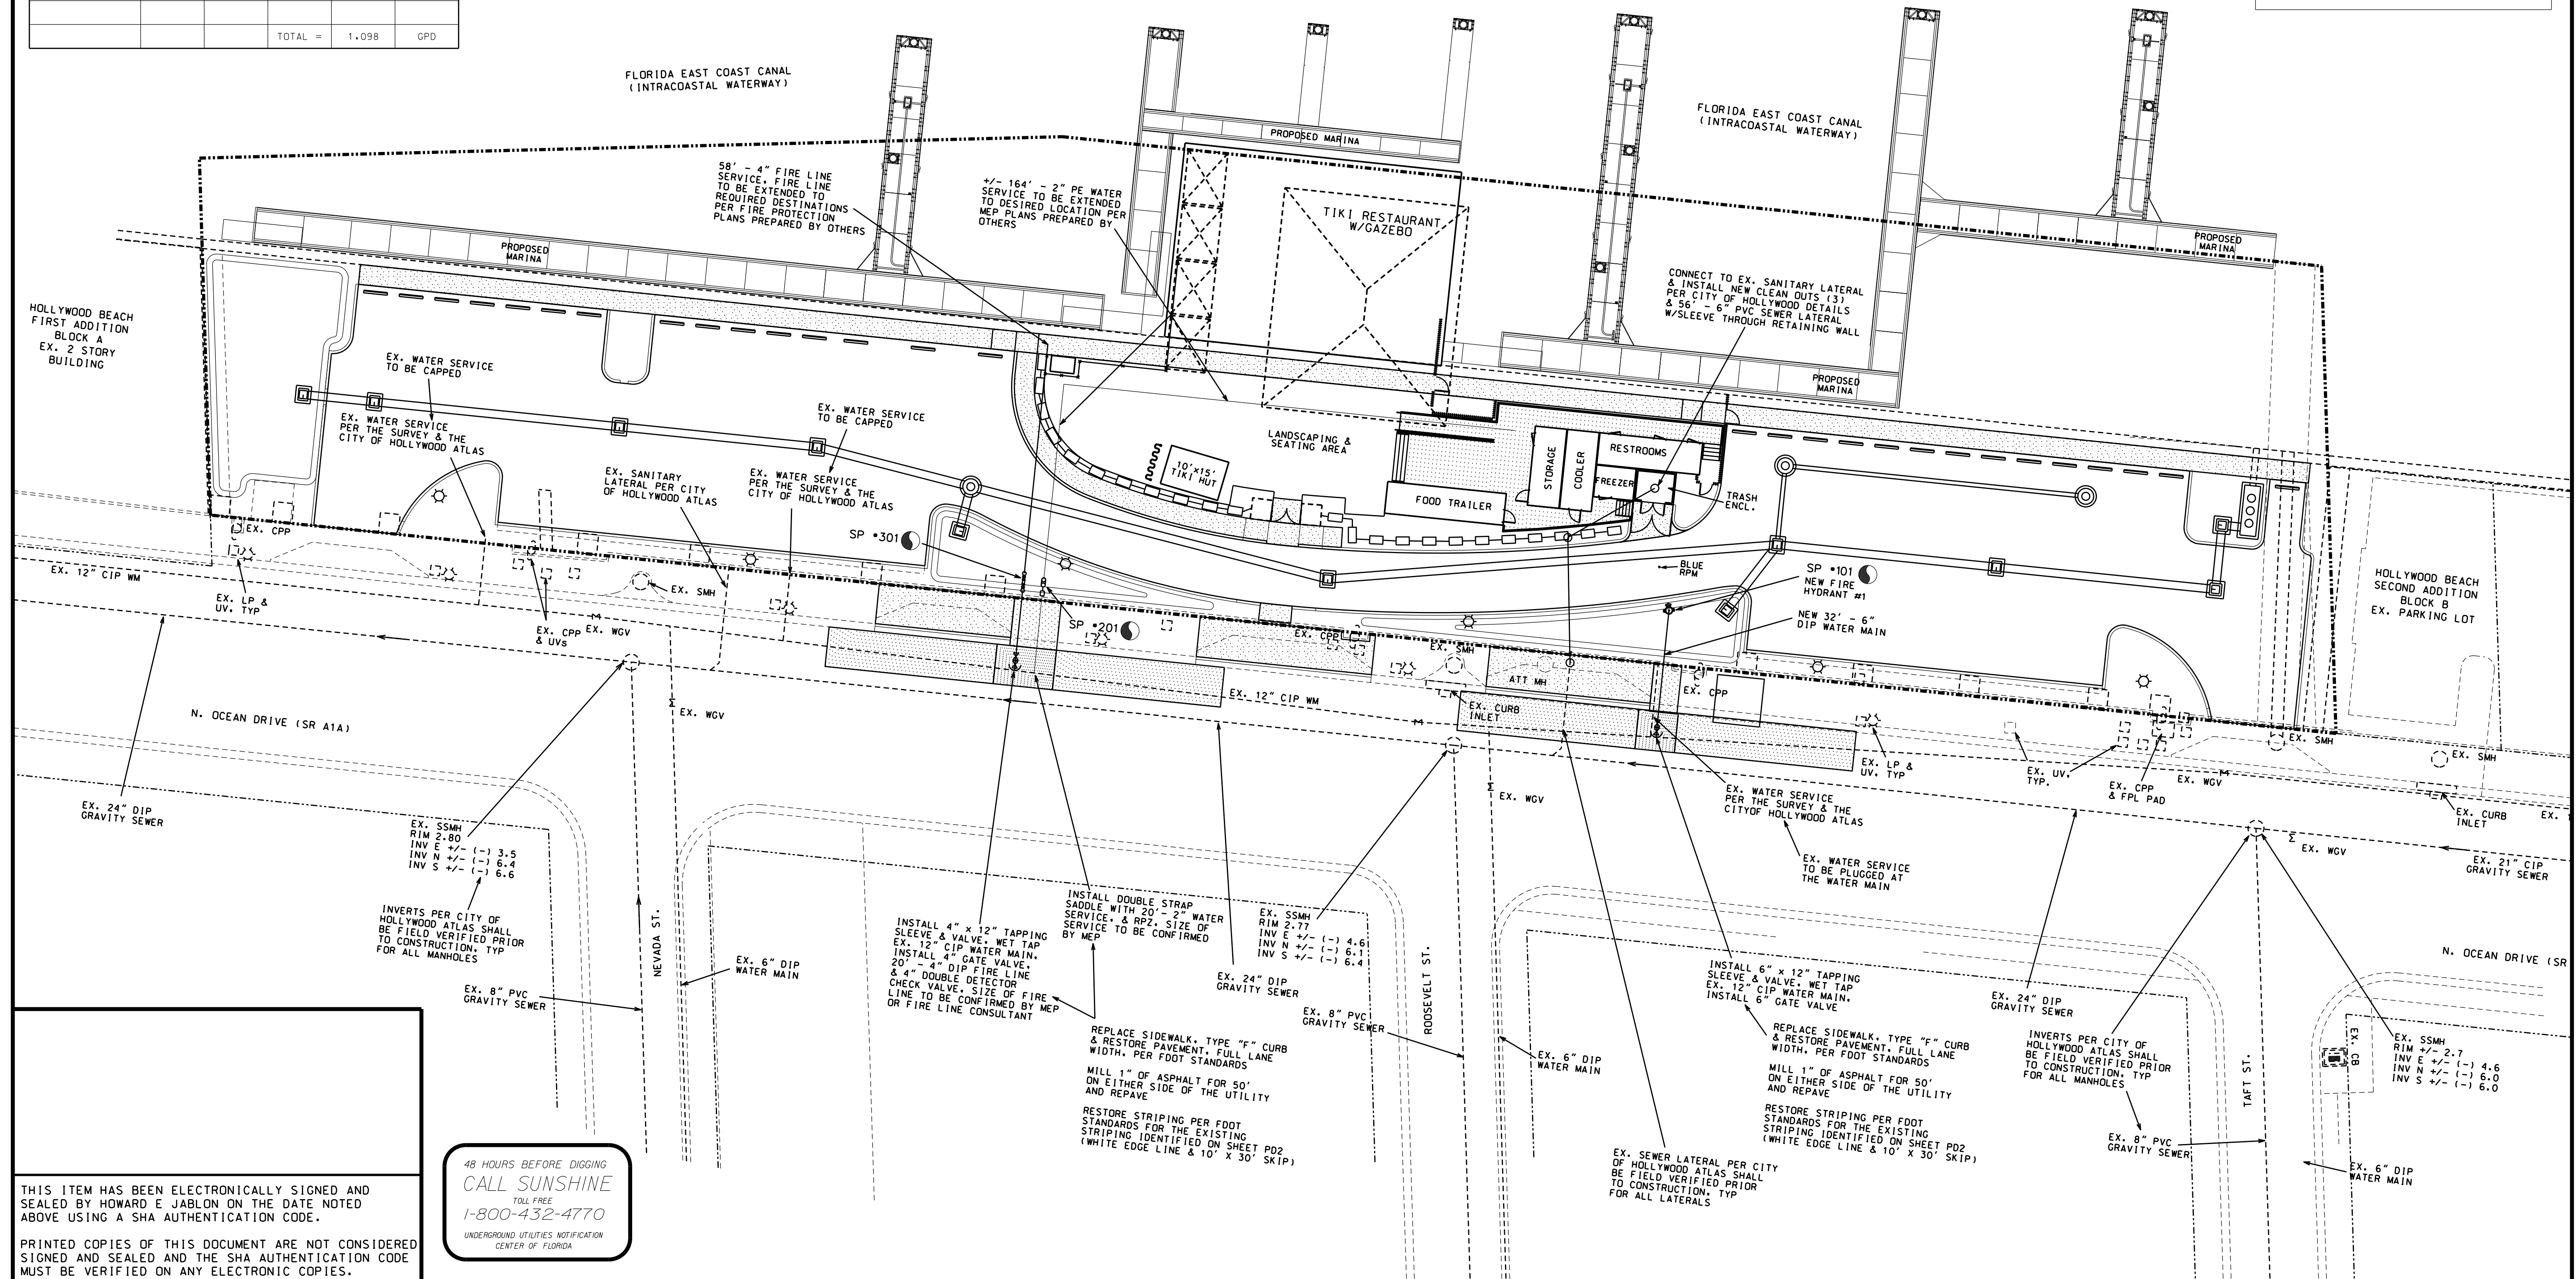 TOTAL = 1.098 GPD
FLORIDA EAST COAST CANAL
(INTRACOASTAL WATERWAY)
FLORIDA EAST COAST CANAL
(INTRACOASTAL WATERWAY)
PROPOSED MARINA
58' - 4" FIRE LINE
SERVICE. FIRE LINE
TO BE EXTENDED TO
REQUIRED DESTINATIONS
PER FIRE PROTECTION
PLANS PREPARED BY OTHERS
+/- 164' - 2" PE WATER
SERVICE TO BE EXTENDED
TO DESIRED LOCATION PER
MEP PLANS PREPARED BY
OTHERS
TIKI RESTAURANT
W/GAZEBO
PROPOSED
MARINA
PROPOSED
MARINA
CONNECT TO EX. SANITARY LATERAL
& INSTALL NEW CLEAN OUTS (3)
PER CITY OF HOLLYWOOD DETAILS
& 56' - 6" PVC SEWER LATERAL
W/SLEEVE THROUGH RETAINING WALL
PROPOSED
MARINA
HOLLYWOOD BEACH
FIRST ADDITION
BLOCK A
EX. 2 STORY
BUILDING
EX. WATER SERVICE
TO BE CAPPED
EX. WATER SERVICE
PER THE SURVEY & THE
CITY OF HOLLYWOOD ATLAS
EX. WATER SERVICE
TO BE CAPPED
EX. SANITARY
LATERAL PER CITY
OF HOLLYWOOD ATLAS
EX. WATER SERVICE
PER THE SURVEY & THE
CITY OF HOLLYWOOD ATLAS
LANDSCAPING &
SEATING AREA
10'x15'
TIKI HUT
FOOD TRAILER
STORAGE
COOLER
RESTROOMS
FREEZER
TRASH
ENCL.
SP •301
SP •201
BLUE
RPM
SP •101
NEW FIRE
HYDRANT #1
NEW 32' - 6"
DIP WATER MAIN
HOLLYWOOD BEACH
SECOND ADDITION
BLOCK B
EX. PARKING LOT
EX. CPP
EX. 12" CIP WM
EX. LP &
UV. TYP
EX. CPP
& UVs
EX. WGV
EX. SMH
EX. CPP
EX. SMH
ATT MH
EX. CPP
EX. 12" CIP WM
EX. CURB
INLET
EX. WGV
EX. WGV
N. OCEAN DRIVE (SR A1A)
EX. LP &
UV. TYP
EX. UV.
TYP.
EX. CPP
& FPL PAD
EX. SMH
EX. WGV
EX. SMH
EX. CURB
INLET
EX.
EX. WGV
EX. 21" CIP
GRAVITY SEWER
EX. 24" DIP
GRAVITY SEWER
EX. SSMH
RIM 2.80
INV E +/- (-) 3.5
INV N +/- (-) 6.4
INV S +/- (-) 6.6
INVERTS PER CITY OF
HOLLYWOOD ATLAS SHALL
BE FIELD VERIFIED PRIOR
TO CONSTRUCTION. TYP
FOR ALL MANHOLES
EX. 8" PVC
GRAVITY SEWER
NEVADA ST.
EX. 6" DIP
WATER MAIN
INSTALL 4" x 12" TAPPING
SLEEVE & VALVE. WET TAP
EX. 12" CIP WATER MAIN.
INSTALL 4" GATE VALVE.
20' - 4" DIP FIRE LINE
& 4" DOUBLE DETECTOR
CHECK VALVE. SIZE OF FIRE
LINE TO BE CONFIRMED BY MEP
OR FIRE LINE CONSULTANT
INSTALL DOUBLE STRAP
SADDLE WITH 20'- 2" WATER
SERVICE. & RPZ. SIZE OF
SERVICE TO BE CONFIRMED
BY MEP
REPLACE SIDEWALK. TYPE "F" CURB
& RESTORE PAVEMENT. FULL LANE
WIDTH. PER FDOT STANDARDS
MILL 1" OF ASPHALT FOR 50'
ON EITHER SIDE OF THE UTILITY
AND REPAVE
RESTORE STRIPING PER FDOT
STANDARDS FOR THE EXISTING
STRIPING IDENTIFIED ON SHEET PD2
(WHITE EDGE LINE & 10' X 30' SKIP)
EX. 24" DIP
GRAVITY SEWER
EX. SSMH
RIM 2.77
INV E +/- (-) 4.6
INV N +/- (-) 6.1
INV S +/- (-) 6.4
EX. 8" PVC
GRAVITY SEWER
ROOSEVELT ST.
EX. 6" DIP
WATER MAIN
EX. WATER SERVICE
PER THE SURVEY & THE
CITYOF HOLLYWOOD ATLAS
EX. WATER SERVICE
TO BE PLUGGED AT
THE WATER MAIN
INSTALL 6" x 12" TAPPING
SLEEVE & VALVE. WET TAP
EX. 12" CIP WATER MAIN.
INSTALL 6" GATE VALVE
REPLACE SIDEWALK. TYPE "F" CURB
& RESTORE PAVEMENT. FULL LANE
WIDTH. PER FDOT STANDARDS
MILL 1" OF ASPHALT FOR 50'
ON EITHER SIDE OF THE UTILITY
AND REPAVE
RESTORE STRIPING PER FDOT
STANDARDS FOR THE EXISTING
STRIPING IDENTIFIED ON SHEET PD2
(WHITE EDGE LINE & 10' X 30' SKIP)
EX. SEWER LATERAL PER CITY
OF HOLLYWOOD ATLAS SHALL
BE FIELD VERIFIED PRIOR
TO CONSTRUCTION. TYP
FOR ALL LATERALS
EX. 24" DIP
GRAVITY SEWER
INVERTS PER CITY OF
HOLLYWOOD ATLAS SHALL
BE FIELD VERIFIED PRIOR
TO CONSTRUCTION. TYP
FOR ALL MANHOLES
EX. 8" PVC
GRAVITY SEWER
TAFT ST.
EX. CB
EX. SSMH
RIM +/- 2.7
INV E +/- (-) 4.6
INV N +/- (-) 6.0
INV S +/- (-) 6.0
EX. 6" DIP
WATER MAIN
N. OCEAN DRIVE (SR
48 HOURS BEFORE DIGGING
CALL SUNSHINE
TOLL FREE
1-800-432-4770
UNDERGROUND UTILITIES NOTIFICATION
CENTER OF FLORIDA
THIS ITEM HAS BEEN ELECTRONICALLY SIGNED AND
SEALED BY HOWARD E JABLON ON THE DATE NOTED
ABOVE USING A SHA AUTHENTICATION CODE.
PRINTED COPIES OF THIS DOCUMENT ARE NOT CONSIDERED
SIGNED AND SEALED AND THE SHA AUTHENTICATION CODE
MUST BE VERIFIED ON ANY ELECTRONIC COPIES.